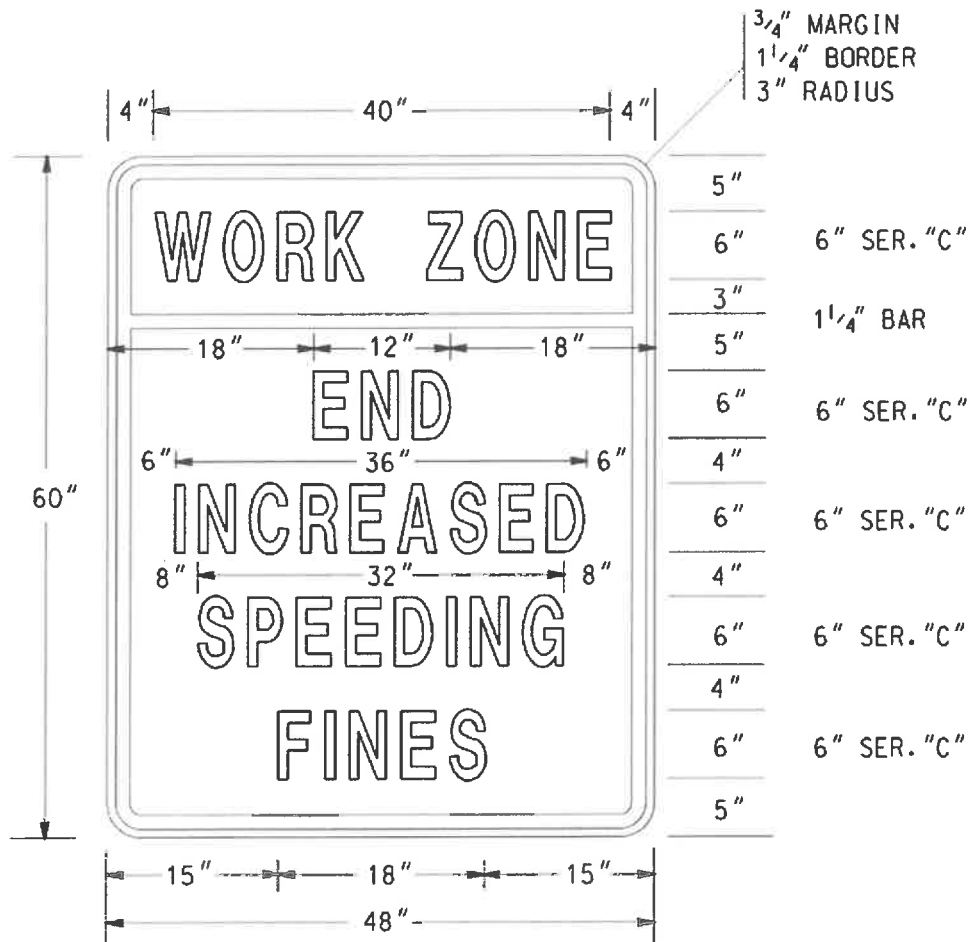 3/4" MARGIN
1 1/4" BORDER
3" RADIUS
4" 40" 4"
5"
WORK ZONE 6" 6" SER. "C"
3"
1 1/4" BAR
18" 12" 18" 5"
END 6" 6" SER. "C"
6" 36" 6" 4"
60"
INCREASED 6" 6" SER. "C"
8" 32" 8" 4"
SPEEDING 6" 6" SER. "C"
4"
FINES 6" 6" SER. "C"
5"
15" 18" 15"
48"